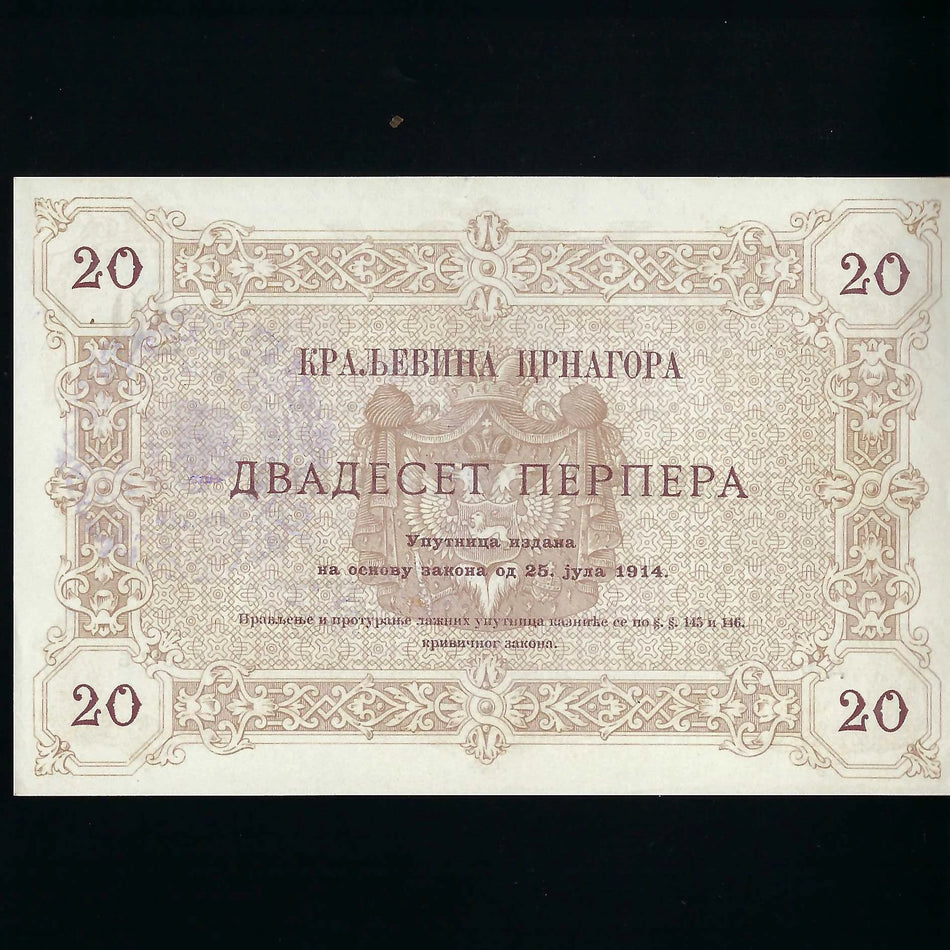 20 20
КРАЉЕВИНА ЦРНАГОРА
ДВАДЕСЕТ ПЕРПЕРА
Упутница издана
на основу закона од 25. јула 1914.
Прављење и протурање лажних упутница казниће се по §. §. 145 и 146.
кривичног закона.
20 20